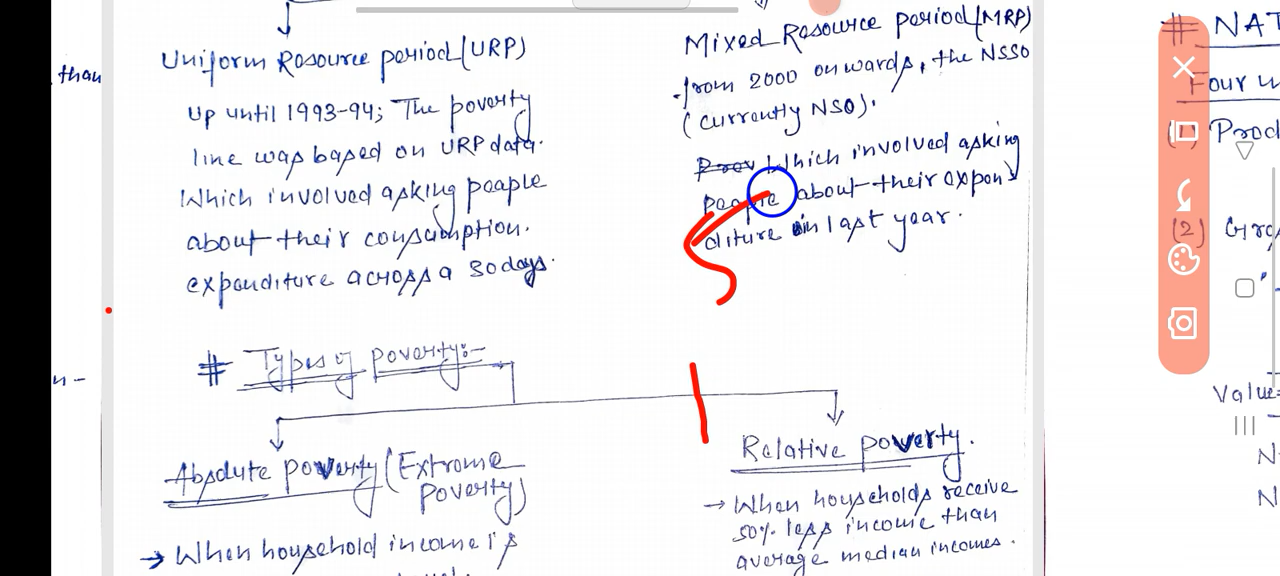 than
Uniform Resource period (URP)
Up until 1993-94; The poverty
line was based on URP data.
Which involved asking people
about their consumption.
expenditure across a 30 days.
Mixed Resource period (MRP)
from 2000 onwards, the NSSO
(currently NSO).
Which involved asking
people about their expen
diture in last year.
# Types of poverty:-
Absolute poverty (Extreme
poverty)
→ When household income is
Relative poverty.
→ When households receive
50% less income than
average median incomes.
# NAT
Four
(1) Prod
(2) Gro
Value=
N
N